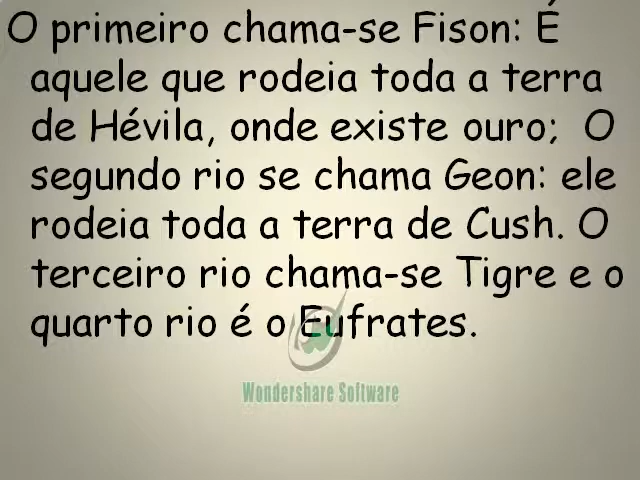 O primeiro chama-se Fison: É
aquele que rodeia toda a terra
de Hévila, onde existe ouro;  O
segundo rio se chama Geon: ele
rodeia toda a terra de Cush. O
terceiro rio chama-se Tigre e o
quarto rio é o Eufrates.
Wondershare Software